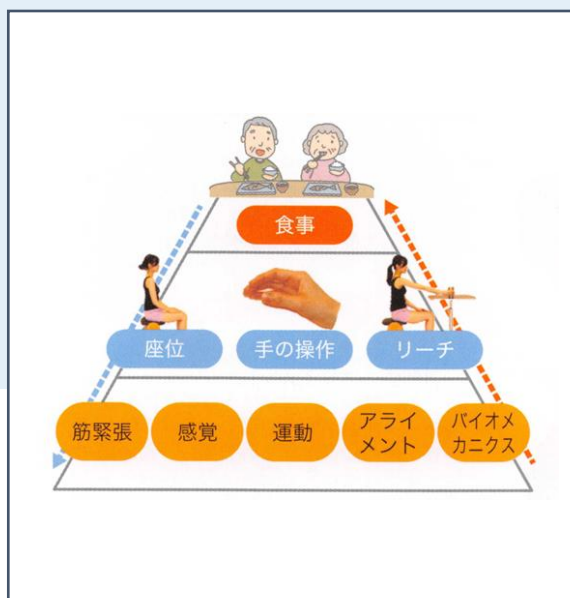 食事
座位
手の操作
リーチ
筋緊張
感覚
運動
アライ
メント
バイオメ
カニクス